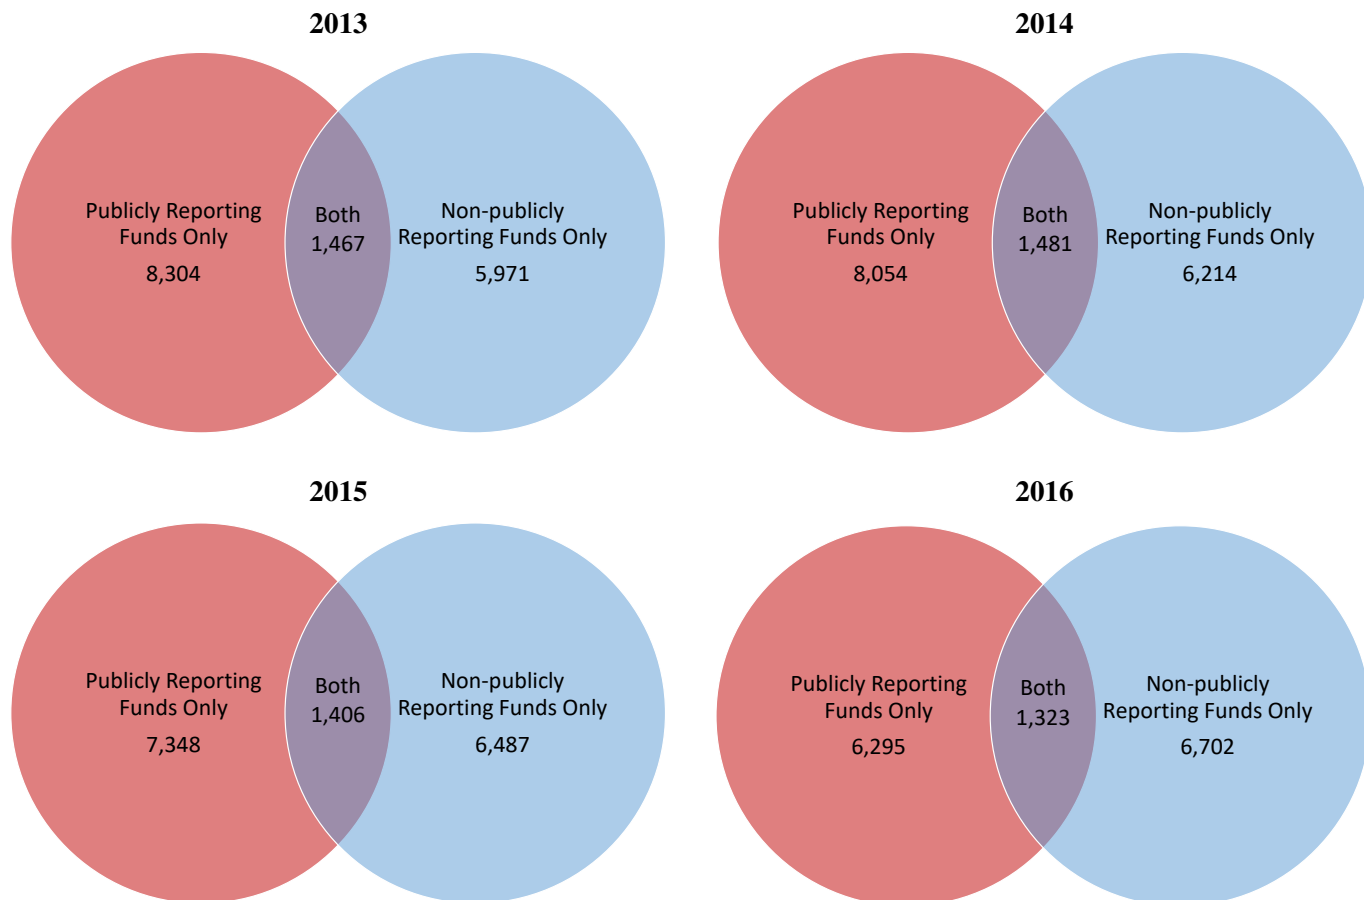 2013
Publicly Reporting
Funds Only
8,304
Both
1,467
Non-publicly
Reporting Funds Only
5,971
2014
Publicly Reporting
Funds Only
8,054
Both
1,481
Non-publicly
Reporting Funds Only
6,214
2015
Publicly Reporting
Funds Only
7,348
Both
1,406
Non-publicly
Reporting Funds Only
6,487
2016
Publicly Reporting
Funds Only
6,295
Both
1,323
Non-publicly
Reporting Funds Only
6,702